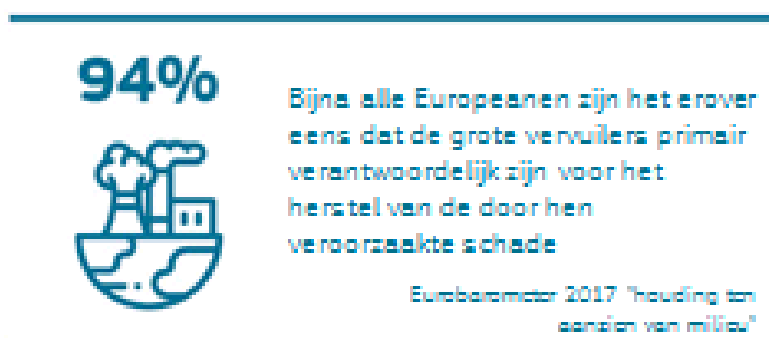 94%
Bijna alle Europeanen zijn het erover
eens dat de grote vervuilers primair
verantwoordelijk zijn voor het
herstel van de door hen
veroorzaakte schade
Eurobarometer 2017 "houding ten
aanzien van milieu"